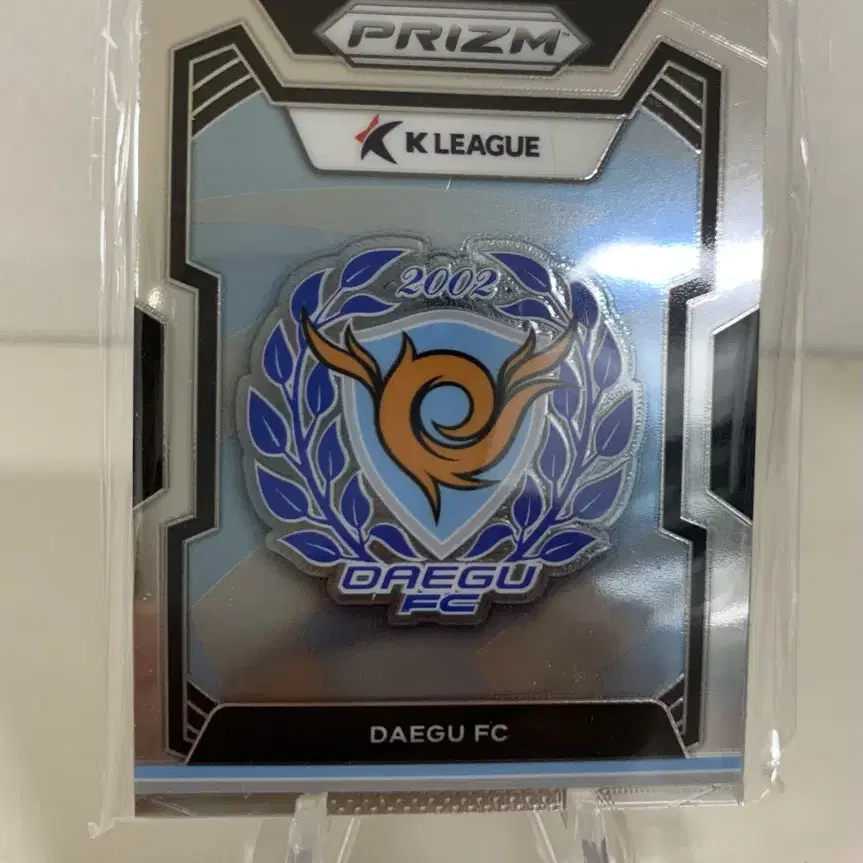 PRIZM
K LEAGUE
2002
DAEGU
FC
DAEGU FC